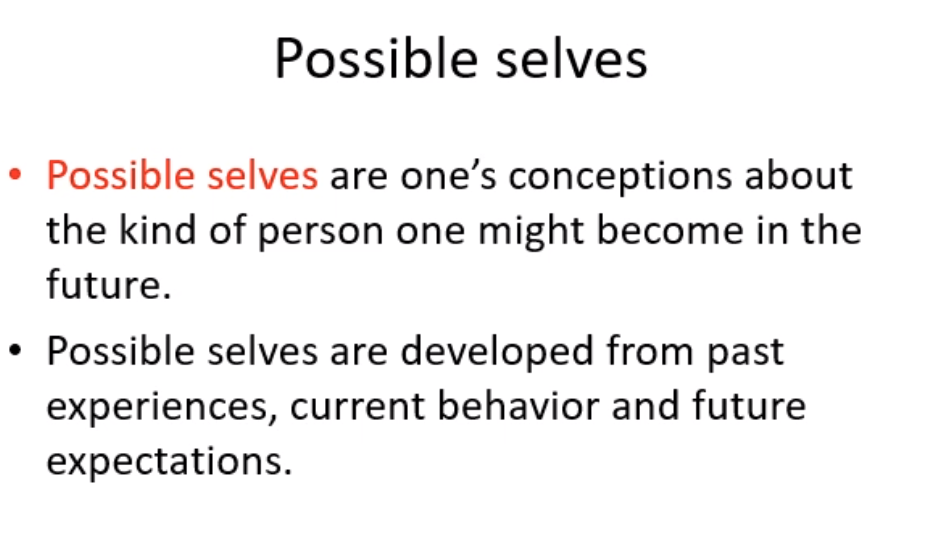 Possible selves
• Possible selves are one’s conceptions about
the kind of person one might become in the
future.
• Possible selves are developed from past
experiences, current behavior and future
expectations.